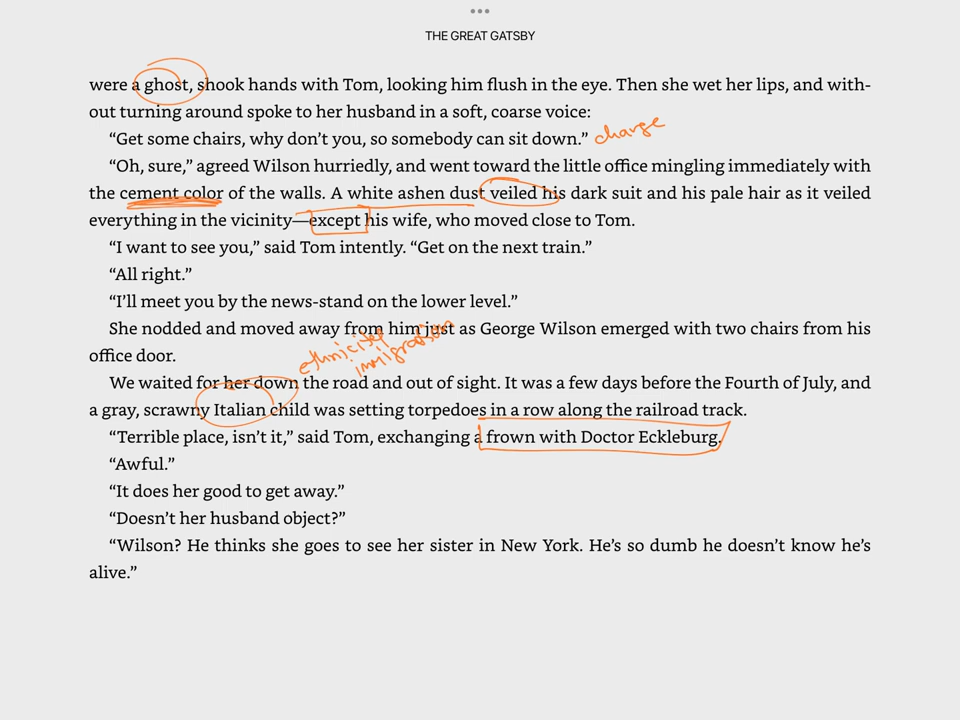 THE GREAT GATSBY
were a ghost, shook hands with Tom, looking him flush in the eye. Then she wet her lips, and with-
out turning around spoke to her husband in a soft, coarse voice:
“Get some chairs, why don’t you, so somebody can sit down.” charge
“Oh, sure,” agreed Wilson hurriedly, and went toward the little office mingling immediately with
the cement color of the walls. A white ashen dust veiled his dark suit and his pale hair as it veiled
everything in the vicinity—except his wife, who moved close to Tom.
“I want to see you,” said Tom intently. “Get on the next train.”
“All right.”
“I’ll meet you by the news-stand on the lower level.”
She nodded and moved away from him just as George Wilson emerged with two chairs from his
office door.
ethnicity
immigration
We waited for her down the road and out of sight. It was a few days before the Fourth of July, and
a gray, scrawny Italian child was setting torpedoes in a row along the railroad track.
“Terrible place, isn’t it,” said Tom, exchanging a frown with Doctor Eckleburg.
“Awful.”
“It does her good to get away.”
“Doesn’t her husband object?”
“Wilson? He thinks she goes to see her sister in New York. He’s so dumb he doesn’t know he’s
alive.”